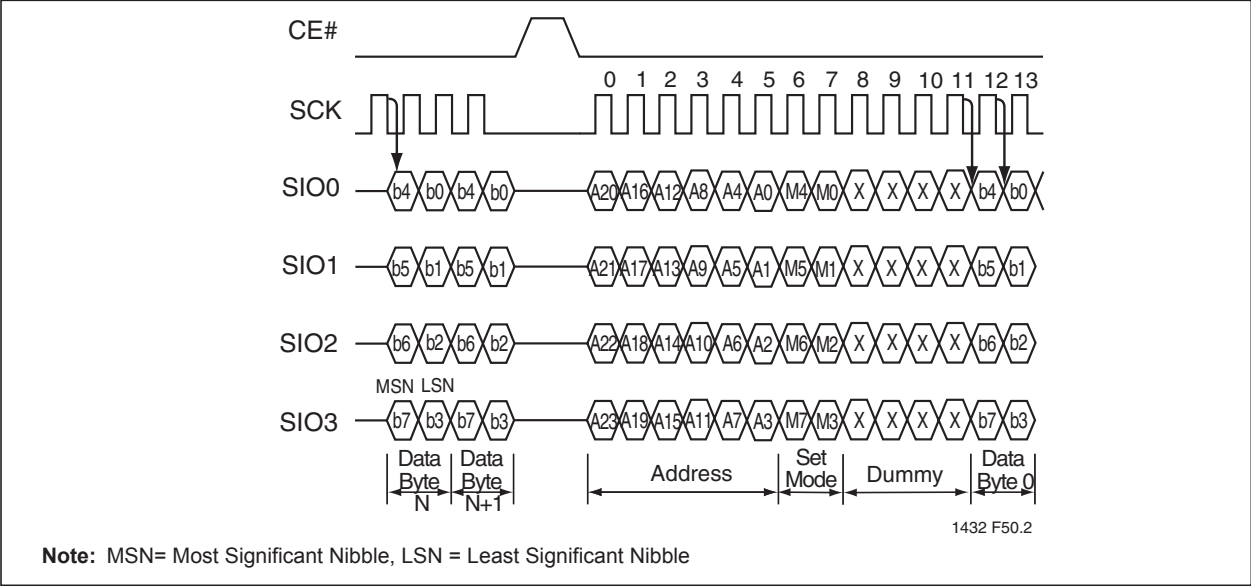 CE#
0 1 2 3 4 5 6 7 8 9 10 11 12 13
SCK
SIO0 b4 b0 b4 b0 A20 A16 A12 A8 A4 A0 M4 M0 X X X X b4 b0
SIO1 b5 b1 b5 b1 A21 A17 A13 A9 A5 A1 M5 M1 X X X X b5 b1
SIO2 b6 b2 b6 b2 A22 A18 A14 A10 A6 A2 M6 M2 X X X X b6 b2
MSN LSN
SIO3 b7 b3 b7 b3 A23 A19 A15 A11 A7 A3 M7 M3 X X X X b7 b3
Data Byte N
Data Byte N+1
Address
Set Mode
Dummy
Data Byte 0
1432 F50.2
Note: MSN= Most Significant Nibble, LSN = Least Significant Nibble